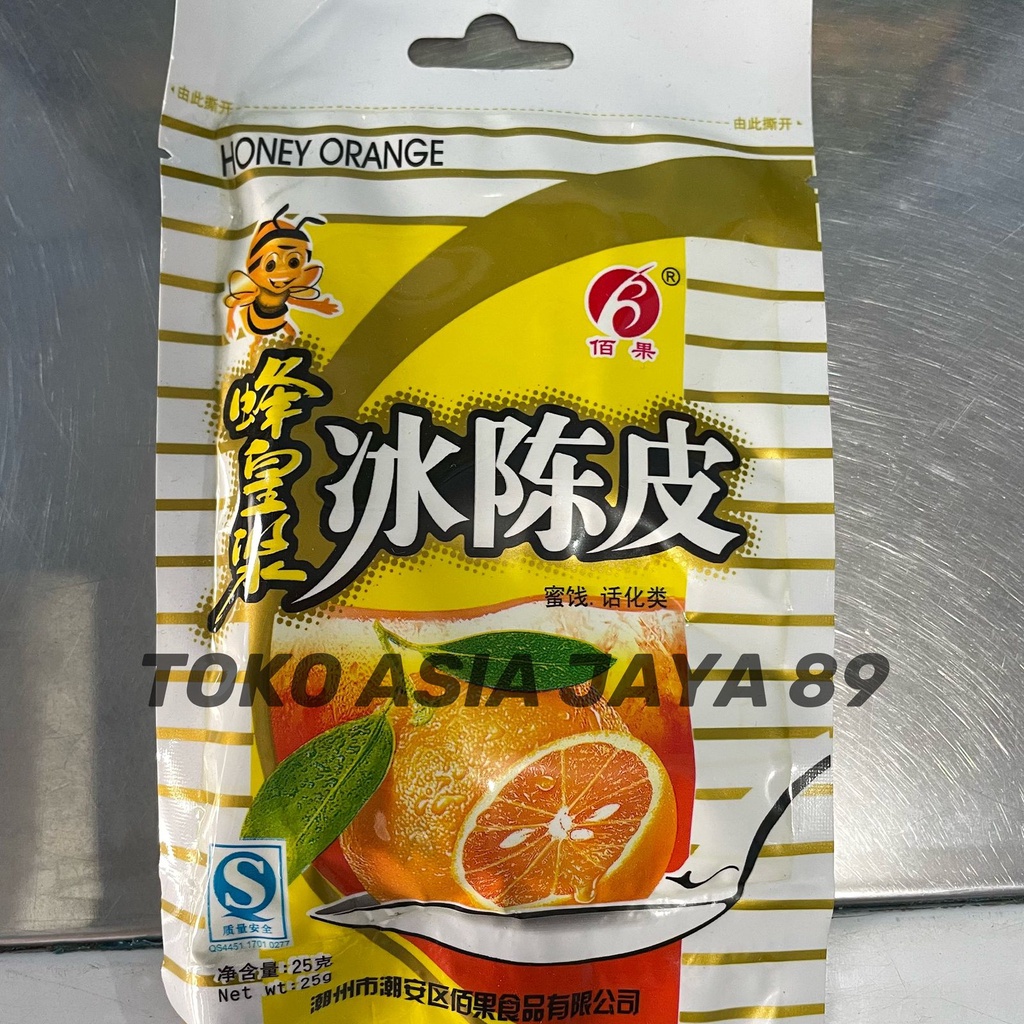 由此撕开
由此撕开
HONEY ORANGE
®
佰果
蜂皇浆
冰陈皮
蜜饯.话化类
TOKO ASIA JAYA 89
质量安全
QS4451 1701 0277
净含量:25克
Net wt:25g
潮州市潮安区佰果食品有限公司